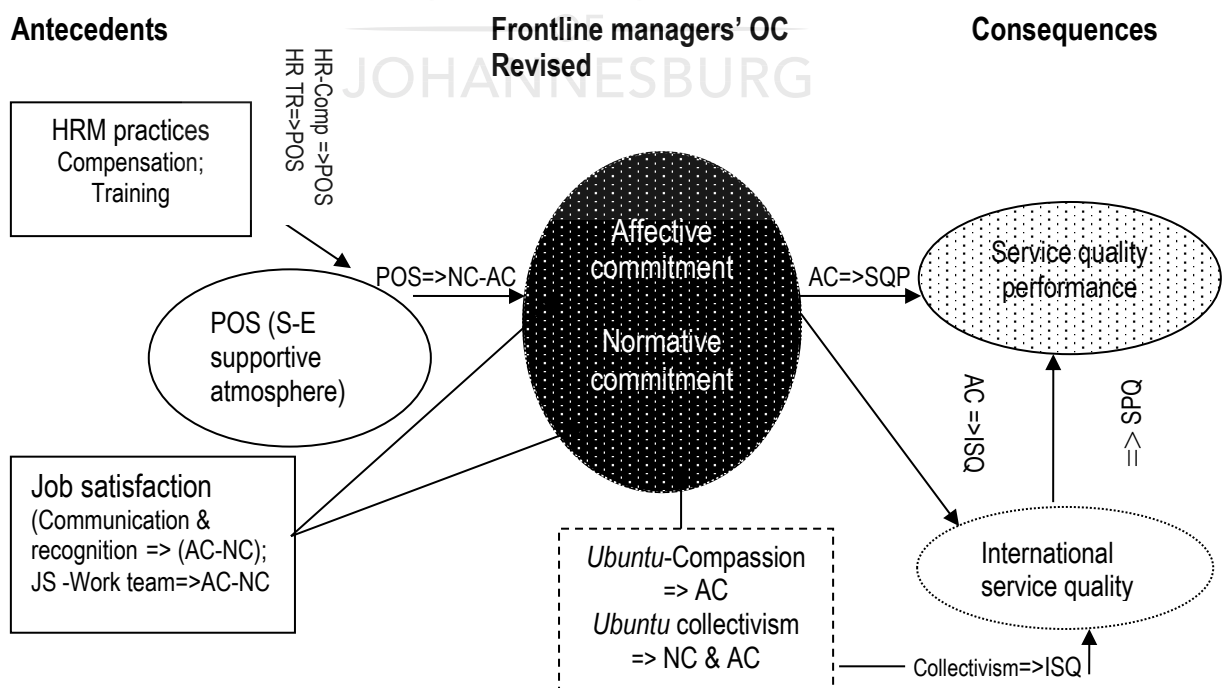 OF
Antecedents
Frontline managers’ OC
Revised
Consequences
JOHANNESBURG
HR-Comp =>POS
HR TR=>POS
HRM practices
Compensation;
Training
POS=>NC-AC
POS (S-E
supportive
atmosphere)
Job satisfaction
(Communication &
recognition => (AC-NC);
JS -Work team=>AC-NC
Affective
commitment
Normative
commitment
Ubuntu-Compassion
=> AC
Ubuntu collectivism
=> NC & AC
AC=>SQP
Service quality
performance
AC =>ISQ
=> SPQ
International
service quality
Collectivism=>ISQ